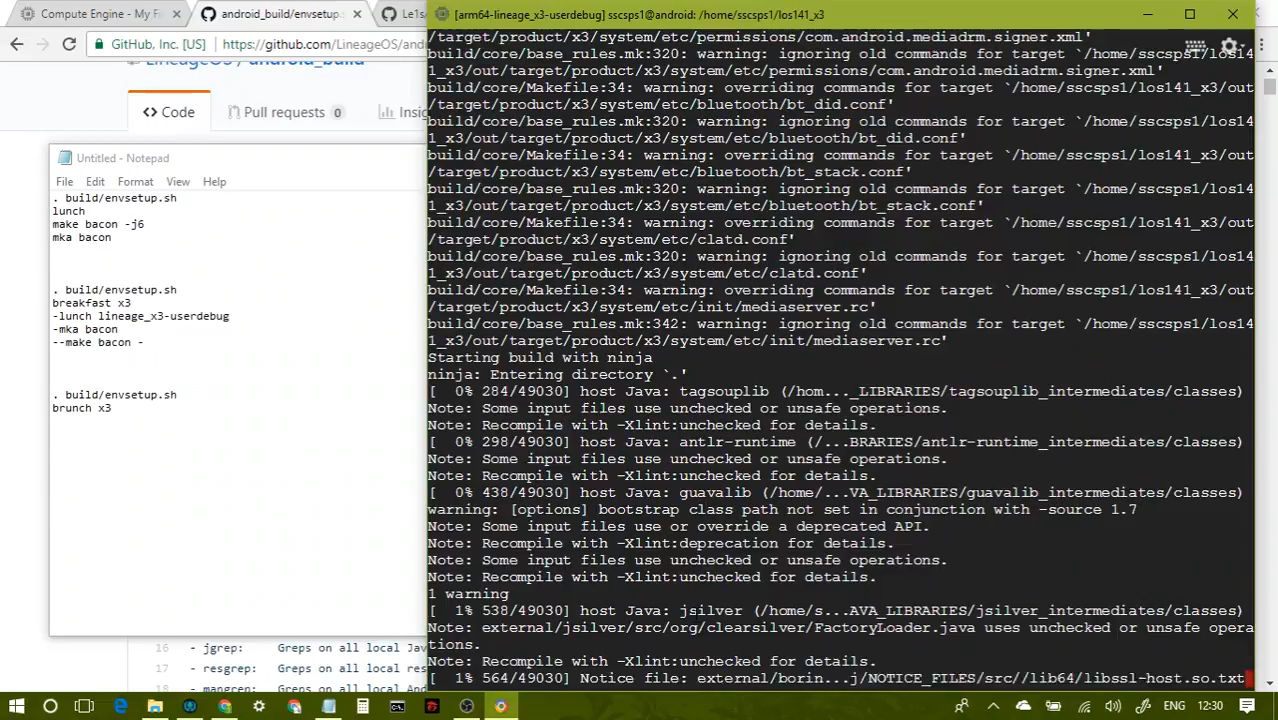 Compute Engine - My F
android_build/envsetup.s
Le1s/
GitHub, Inc. [US]
https://github.com/LineageOS/and
LineageOS / android_build
Code
Pull requests 0
Insig
Untitled - Notepad
File Edit Format View Help
. build/envsetup.sh
lunch
make bacon -j6
mka bacon
. build/envsetup.sh
breakfast x3
-lunch lineage_x3-userdebug
-mka bacon
--make bacon -
. build/envsetup.sh
brunch x3
16 - jgrep: Greps on all local Jav
17 - resgrep: Greps on all local res
18 - mangrep: Greps on all local
[arm64-lineage_x3-userdebug] sscsps1@android: /home/sscsps1/los141_x3
/target/product/x3/system/etc/permissions/com.android.mediadrm.signer.xml'
build/core/base_rules.mk:320: warning: ignoring old commands for target `/home/sscsps1/los14
1_x3/out/target/product/x3/system/etc/permissions/com.android.mediadrm.signer.xml'
build/core/Makefile:34: warning: overriding commands for target `/home/sscsps1/los141_x3/out
/target/product/x3/system/etc/bluetooth/bt_did.conf'
build/core/base_rules.mk:320: warning: ignoring old commands for target `/home/sscsps1/los14
1_x3/out/target/product/x3/system/etc/bluetooth/bt_did.conf'
build/core/Makefile:34: warning: overriding commands for target `/home/sscsps1/los141_x3/out
/target/product/x3/system/etc/bluetooth/bt_stack.conf'
build/core/base_rules.mk:320: warning: ignoring old commands for target `/home/sscsps1/los14
1_x3/out/target/product/x3/system/etc/bluetooth/bt_stack.conf'
build/core/Makefile:34: warning: overriding commands for target `/home/sscsps1/los141_x3/out
/target/product/x3/system/etc/clatd.conf'
build/core/base_rules.mk:320: warning: ignoring old commands for target `/home/sscsps1/los14
1_x3/out/target/product/x3/system/etc/clatd.conf'
build/core/Makefile:34: warning: overriding commands for target `/home/sscsps1/los141_x3/out
/target/product/x3/system/etc/init/mediaserver.rc'
build/core/base_rules.mk:342: warning: ignoring old commands for target `/home/sscsps1/los14
1_x3/out/target/product/x3/system/etc/init/mediaserver.rc'
Starting build with ninja
ninja: Entering directory `.'
[  0% 284/49030] host Java: tagsouplib (/hom..._LIBRARIES/tagsouplib_intermediates/classes)
Note: Some input files use unchecked or unsafe operations.
Note: Recompile with -Xlint:unchecked for details.
[  0% 298/49030] host Java: antlr-runtime (/...BRARIES/antlr-runtime_intermediates/classes)
Note: Some input files use unchecked or unsafe operations.
Note: Recompile with -Xlint:unchecked for details.
[  0% 438/49030] host Java: guavalib (/home/...VA_LIBRARIES/guavalib_intermediates/classes)
warning: [options] bootstrap class path not set in conjunction with -source 1.7
Note: Some input files use or override a deprecated API.
Note: Recompile with -Xlint:deprecation for details.
Note: Some input files use unchecked or unsafe operations.
Note: Recompile with -Xlint:unchecked for details.
1 warning
[  1% 538/49030] host Java: jsilver (/home/s...AVA_LIBRARIES/jsilver_intermediates/classes)
Note: external/jsilver/src/org/clearsilver/FactoryLoader.java uses unchecked or unsafe opera
tions.
Note: Recompile with -Xlint:unchecked for details.
[  1% 564/49030] Notice file: external/borin...j/NOTICE_FILES/src//lib64/libssl-host.so.txt
ENG 12:30